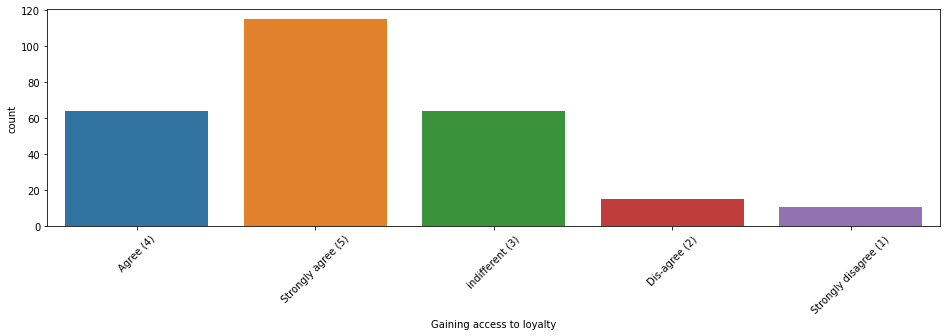 120
100
80
60
40
20
0
count
Agree (4)
Strongly agree (5)
indifferent (3)
Dis-agree (2)
Strongly disagree (1)
Gaining access to loyalty